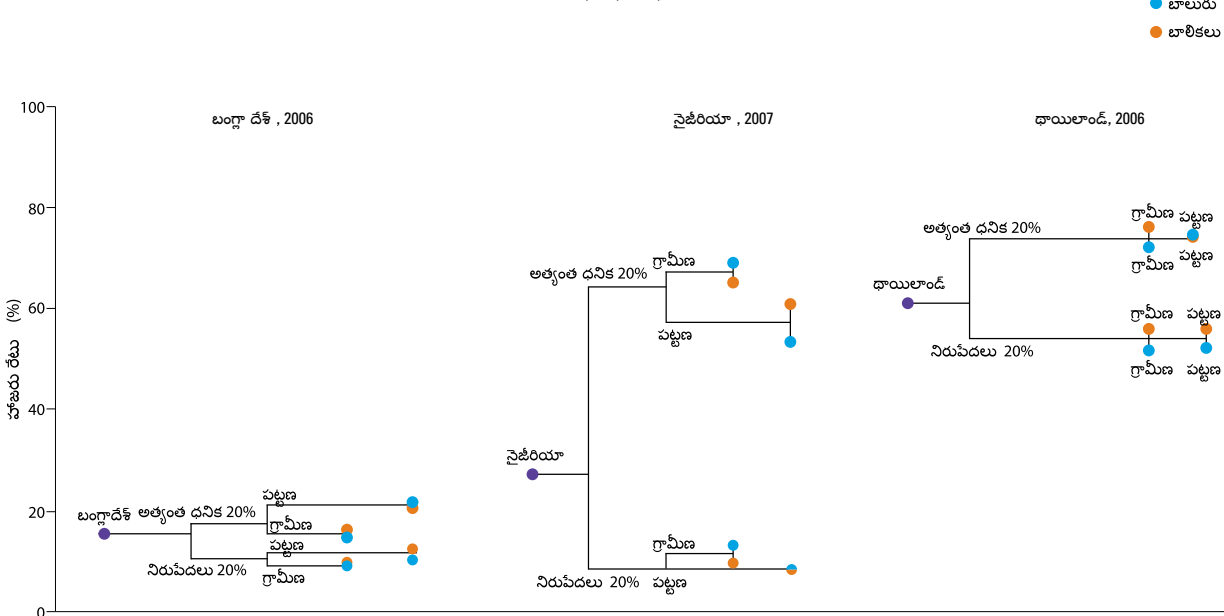 బాలురు
బాలికలు
100
80
60
40
20
0
హాజరు రేటు (%)
బంగ్లా దేశ్ , 2006
బంగ్లాదేశ్
అత్యంత ధనిక 20%
పట్టణ
గ్రామీణ
నిరుపేదలు 20%
పట్టణ
గ్రామీణ
నైజీరియా , 2007
నైజీరియా
అత్యంత ధనిక 20%
గ్రామీణ
పట్టణ
నిరుపేదలు 20%
గ్రామీణ
పట్టణ
థాయిలాండ్, 2006
థాయిలాండ్
అత్యంత ధనిక 20%
గ్రామీణ పట్టణ
గ్రామీణ పట్టణ
నిరుపేదలు 20%
గ్రామీణ పట్టణ
గ్రామీణ పట్టణ